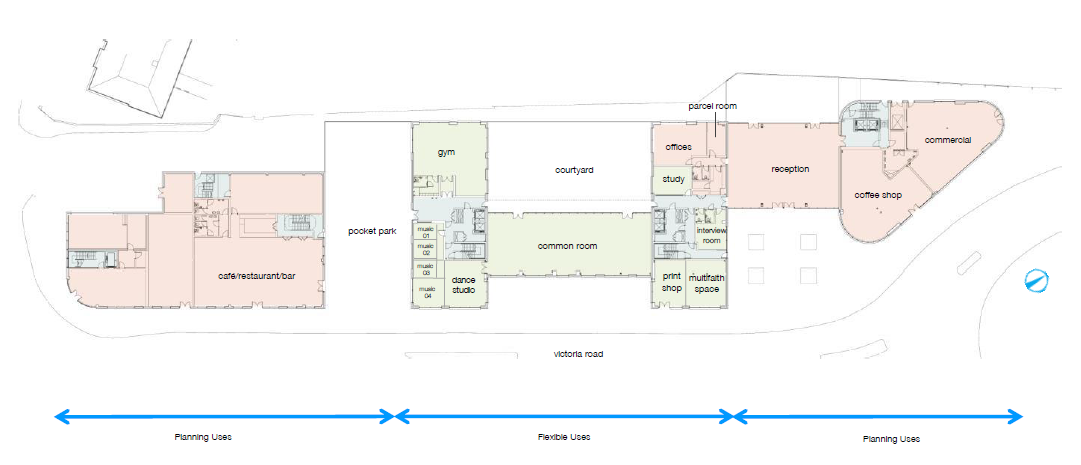 parcel room
gym
offices
courtyard
study
reception
commercial
coffee shop
pocket park
music
01
music
02
music
03
music
04
common room
interview
room
café/restaurant/bar
dance
studio
print
shop
multifaith
space
victoria road
Planning Uses
Flexible Uses
Planning Uses